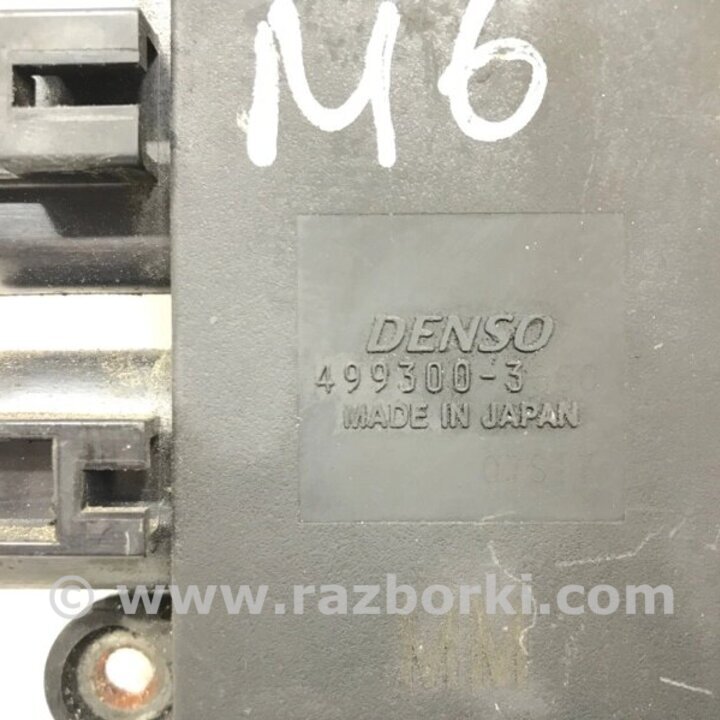 M6
DENSO
499300-3
MADE IN JAPAN
© www.razborki.com